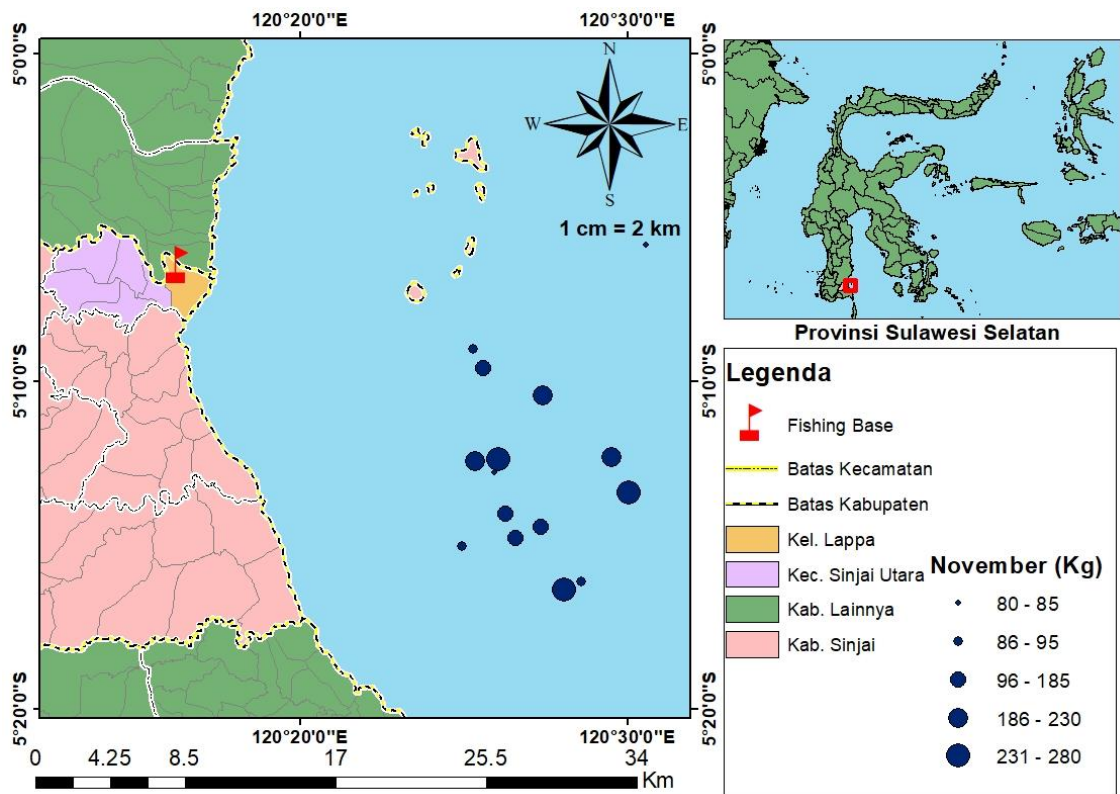 120°20'0"E
120°30'0"E
5°0'0"S
5°0'0"S
N
W
E
S
1 cm = 2 km
5°10'0"S
5°10'0"S
5°20'0"S
5°20'0"S
120°20'0"E
120°30'0"E
0
4.25
8.5
17
25.5
34
Km
Provinsi Sulawesi Selatan
Legenda
Fishing Base
Batas Kecamatan
Batas Kabupaten
Kel. Lappa
Kec. Sinjai Utara
Kab. Lainnya
Kab. Sinjai
November (Kg)
80 - 85
86 - 95
96 - 185
186 - 230
231 - 280